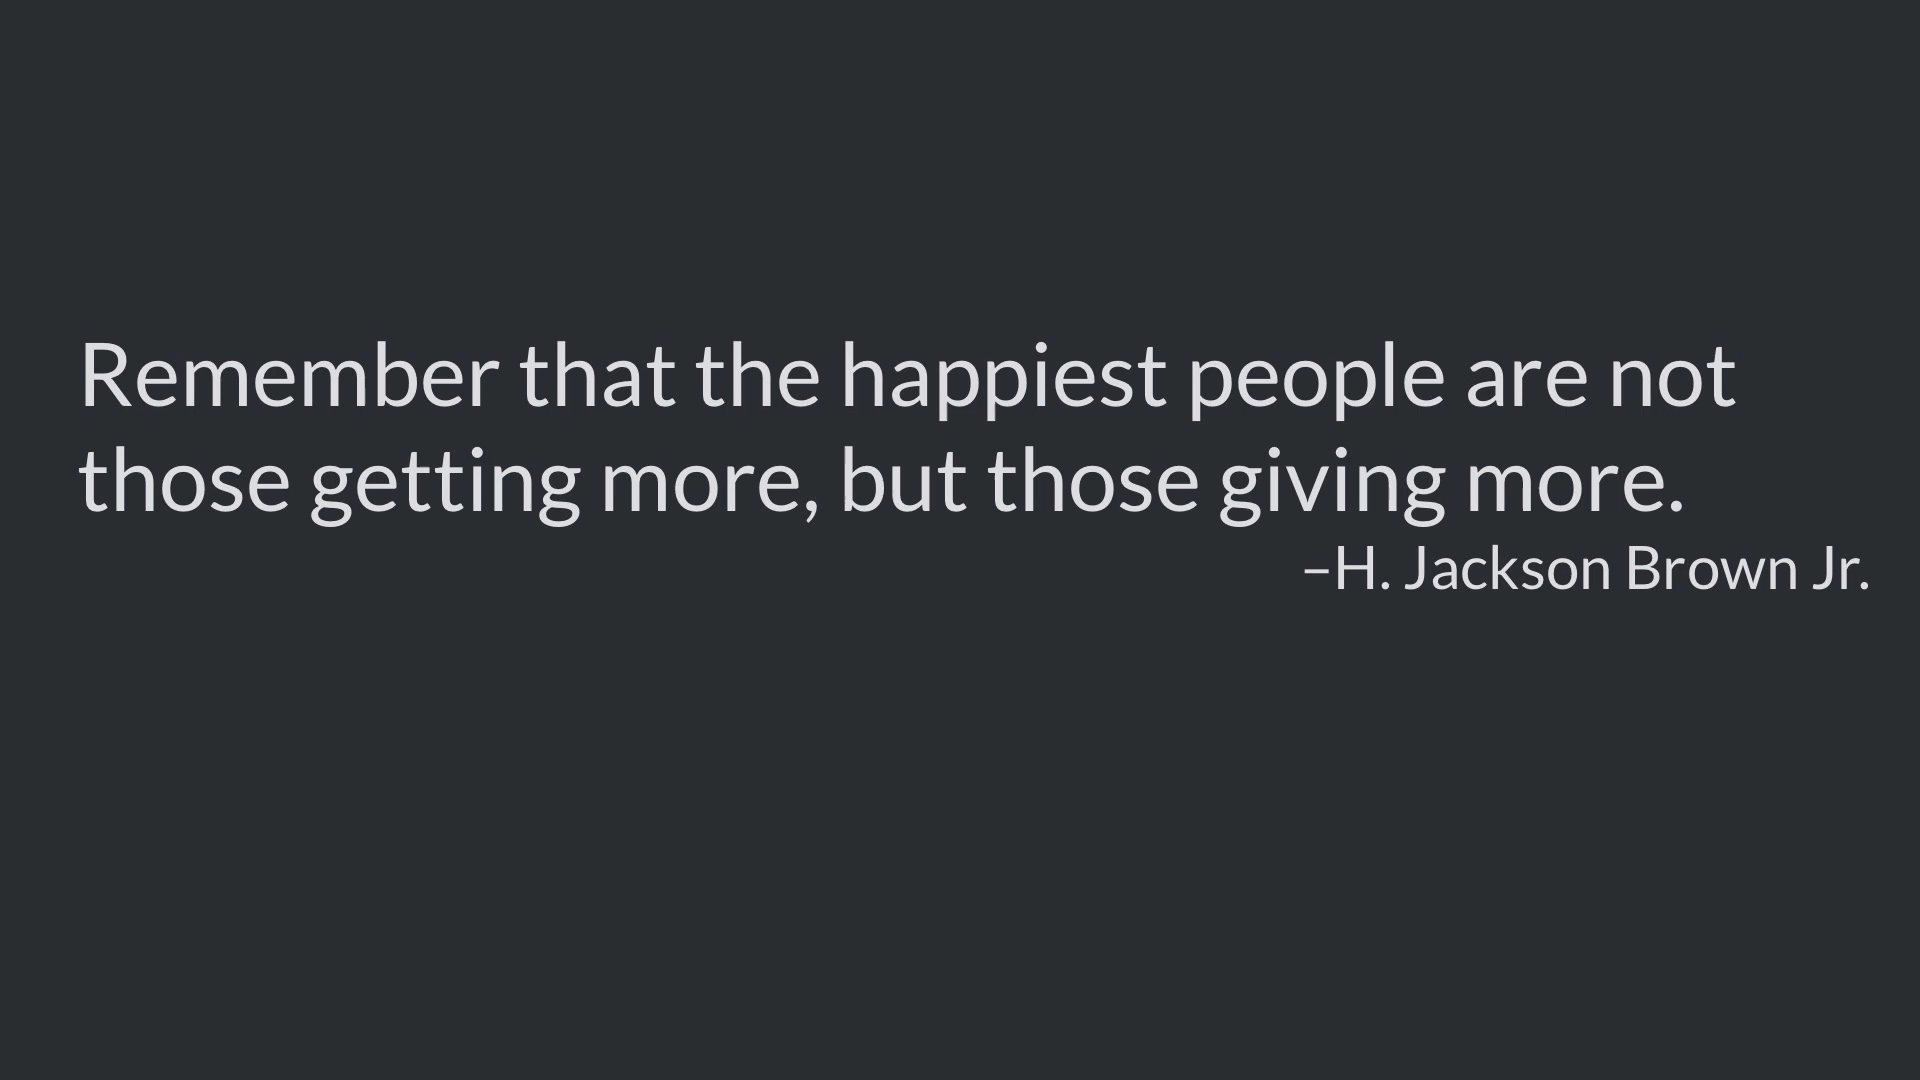 Remember that the happiest people are not
those getting more, but those giving more.
–H. Jackson Brown Jr.